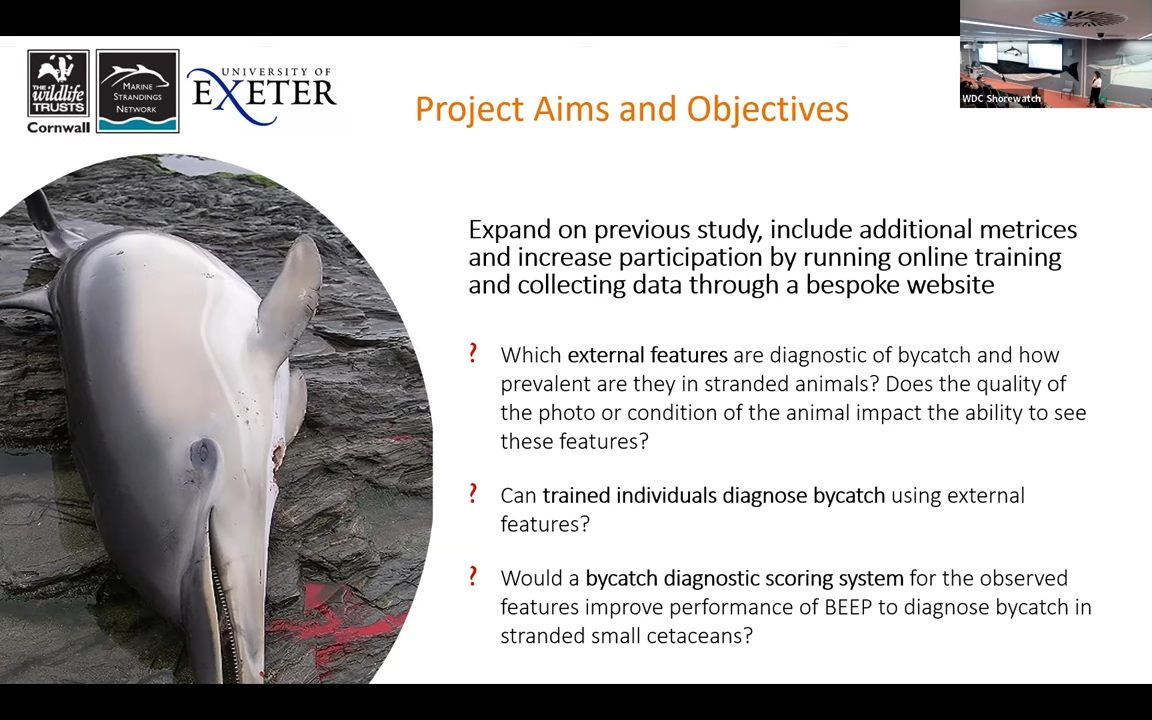 THE
wildlife
TRUSTS
Cornwall
MARINE
STRANDINGS
NETWORK
UNIVERSITY OF
EXETER
Project Aims and Objectives
WDC Shorewatch
Expand on previous study, include additional metrices
and increase participation by running online training
and collecting data through a bespoke website
? Which external features are diagnostic of bycatch and how
prevalent are they in stranded animals? Does the quality of
the photo or condition of the animal impact the ability to see
these features?
? Can trained individuals diagnose bycatch using external
features?
? Would a bycatch diagnostic scoring system for the observed
features improve performance of BEEP to diagnose bycatch in
stranded small cetaceans?